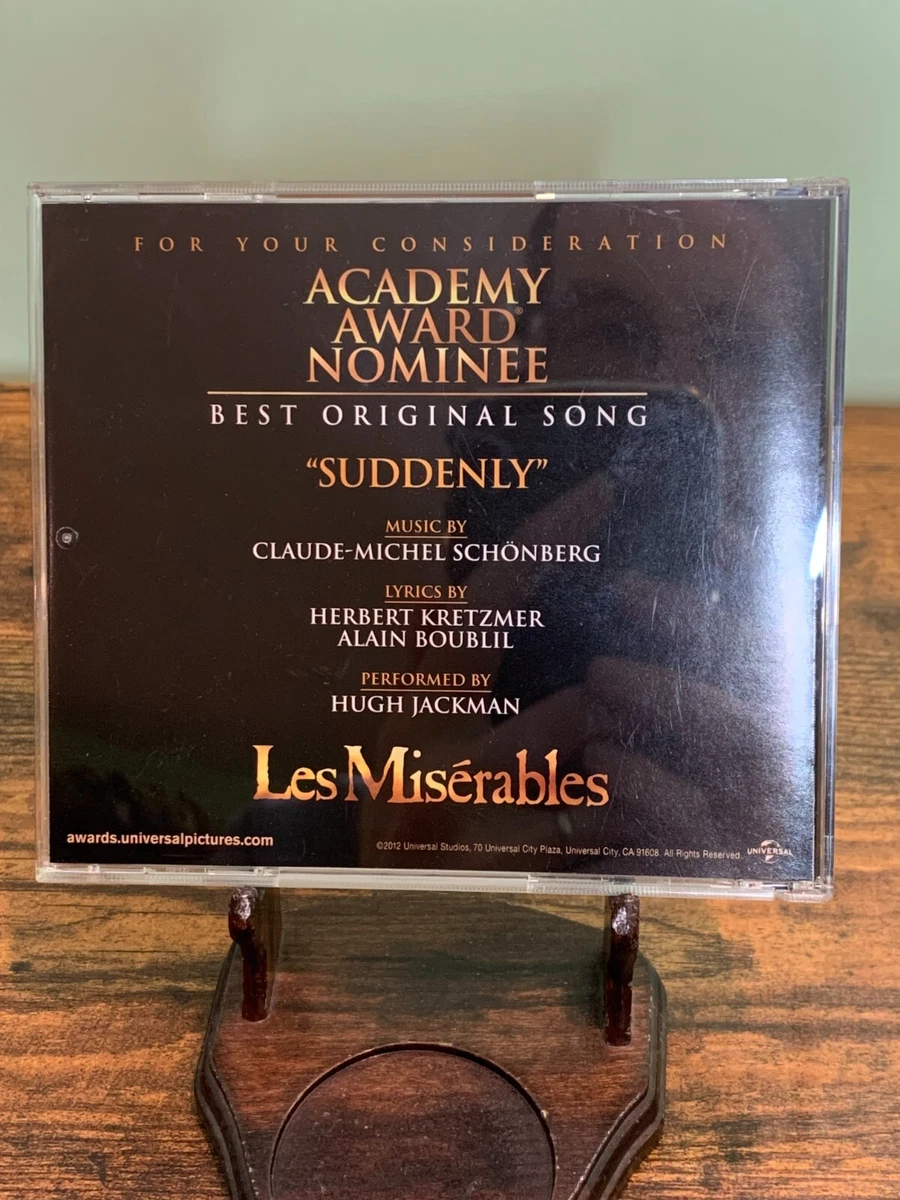 FOR YOUR CONSIDERATION
ACADEMY
AWARD®
NOMINEE
BEST ORIGINAL SONG
“SUDDENLY”
MUSIC BY
CLAUDE-MICHEL SCHÖNBERG
LYRICS BY
HERBERT KRETZMER
ALAIN BOUBLIL
PERFORMED BY
HUGH JACKMAN
Les Misérables
awards.universalpictures.com
©2012 Universal Studios, 70 Universal City Plaza, Universal City, CA 91608. All Rights Reserved.
UNIVERSAL